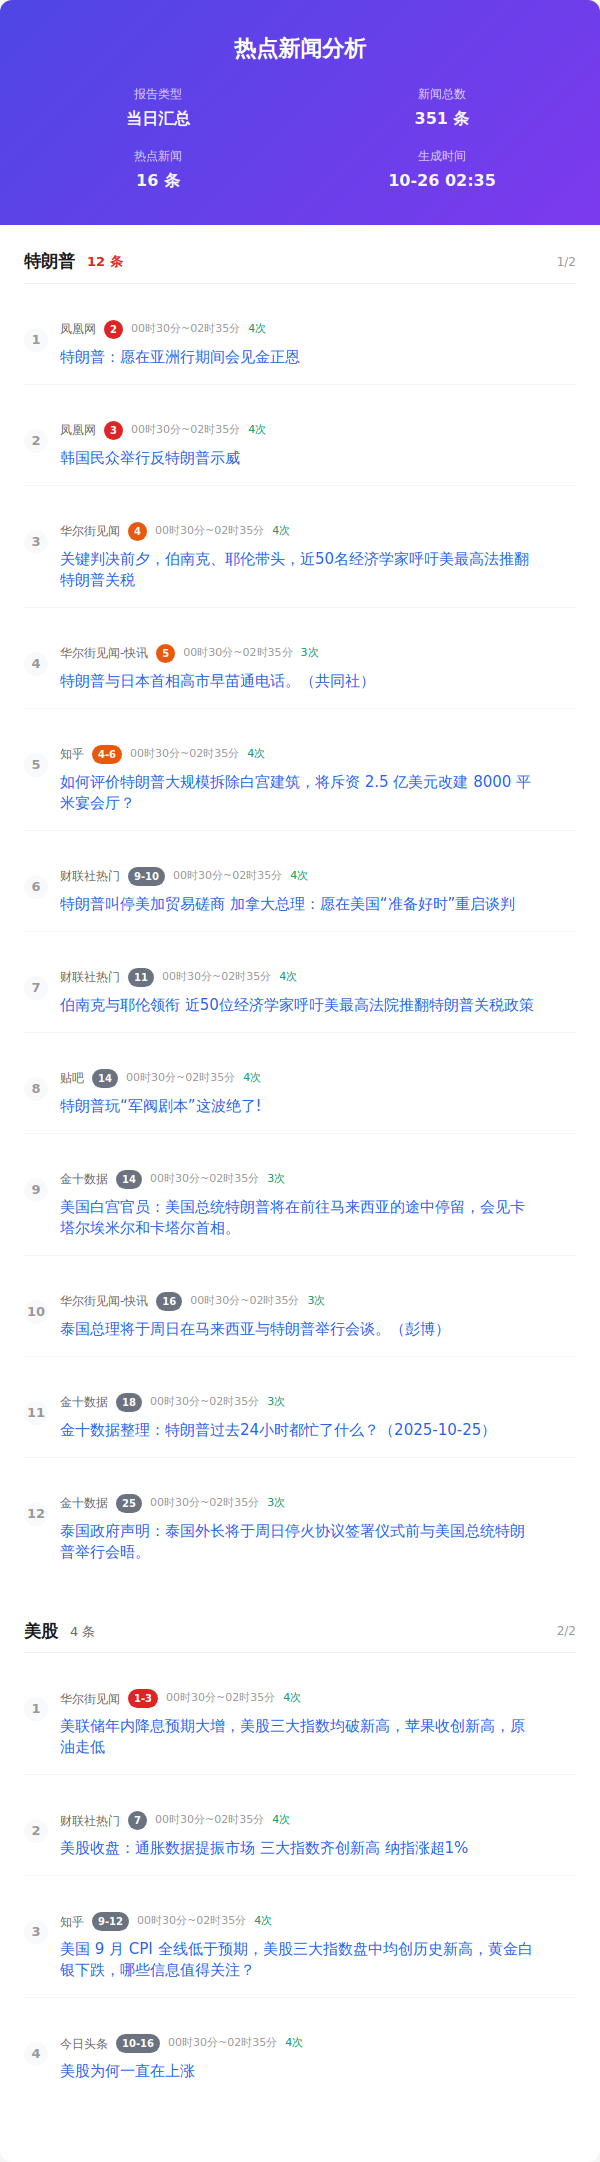 热点新闻分析
报告类型
新闻总数
当日汇总
351 条
热点新闻
生成时间
16 条
10-26 02:35
特朗普 12 条 1/2
1 凤凰网 2 00时30分~02时35分 4次
特朗普：愿在亚洲行期间会见金正恩
2 凤凰网 3 00时30分~02时35分 4次
韩国民众举行反特朗普示威
3 华尔街见闻 4 00时30分~02时35分 4次
关键判决前夕，伯南克、耶伦带头，近50名经济学家呼吁美最高法推翻
特朗普关税
4 华尔街见闻-快讯 5 00时30分~02时35分 3次
特朗普与日本首相高市早苗通电话。（共同社）
5 知乎 4-6 00时30分~02时35分 4次
如何评价特朗普大规模拆除白宫建筑，将斥资 2.5 亿美元改建 8000 平
米宴会厅？
6 财联社热门 9-10 00时30分~02时35分 4次
特朗普叫停美加贸易磋商 加拿大总理：愿在美国“准备好时”重启谈判
7 财联社热门 11 00时30分~02时35分 4次
伯南克与耶伦领衔 近50位经济学家呼吁美最高法院推翻特朗普关税政策
8 贴吧 14 00时30分~02时35分 4次
特朗普玩“军阀剧本”这波绝了!
9 金十数据 14 00时30分~02时35分 3次
美国白宫官员：美国总统特朗普将在前往马来西亚的途中停留，会见卡
塔尔埃米尔和卡塔尔首相。
10 华尔街见闻-快讯 16 00时30分~02时35分 3次
泰国总理将于周日在马来西亚与特朗普举行会谈。（彭博）
11 金十数据 18 00时30分~02时35分 3次
金十数据整理：特朗普过去24小时都忙了什么？（2025-10-25）
12 金十数据 25 00时30分~02时35分 3次
泰国政府声明：泰国外长将于周日停火协议签署仪式前与美国总统特朗
普举行会晤。
美股 4 条 2/2
1 华尔街见闻 1-3 00时30分~02时35分 4次
美联储年内降息预期大增，美股三大指数均破新高，苹果收创新高，原
油走低
2 财联社热门 7 00时30分~02时35分 4次
美股收盘：通胀数据提振市场 三大指数齐创新高 纳指涨超1%
3 知乎 9-12 00时30分~02时35分 4次
美国 9 月 CPI 全线低于预期，美股三大指数盘中均创历史新高，黄金白
银下跌，哪些信息值得关注？
4 今日头条 10-16 00时30分~02时35分 4次
美股为何一直在上涨